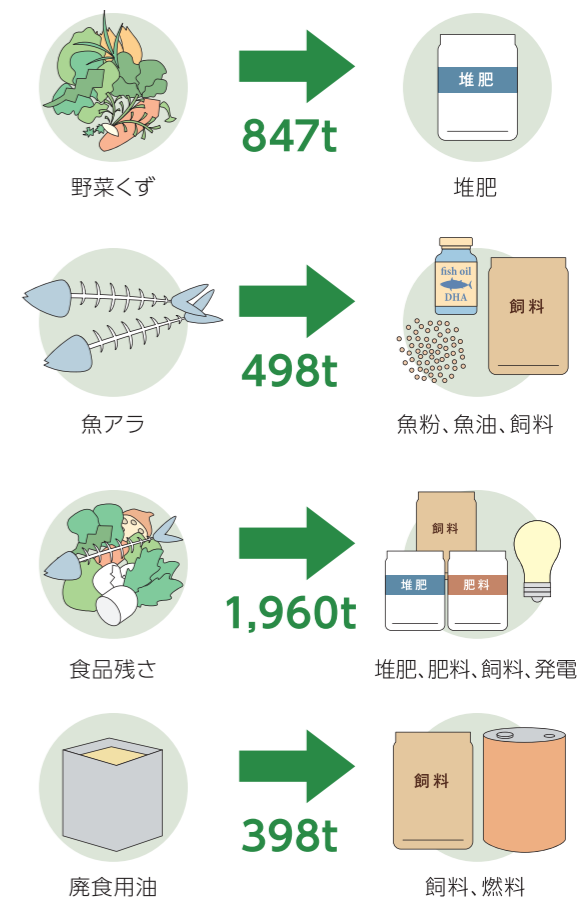 堆肥
847t
野菜くず
堆肥
fish oil
DHA
飼料
498t
魚アラ
魚粉、魚油、飼料
飼料
堆肥
肥料
1,960t
食品残さ
堆肥、肥料、飼料、発電
飼料
398t
廃食用油
飼料、燃料